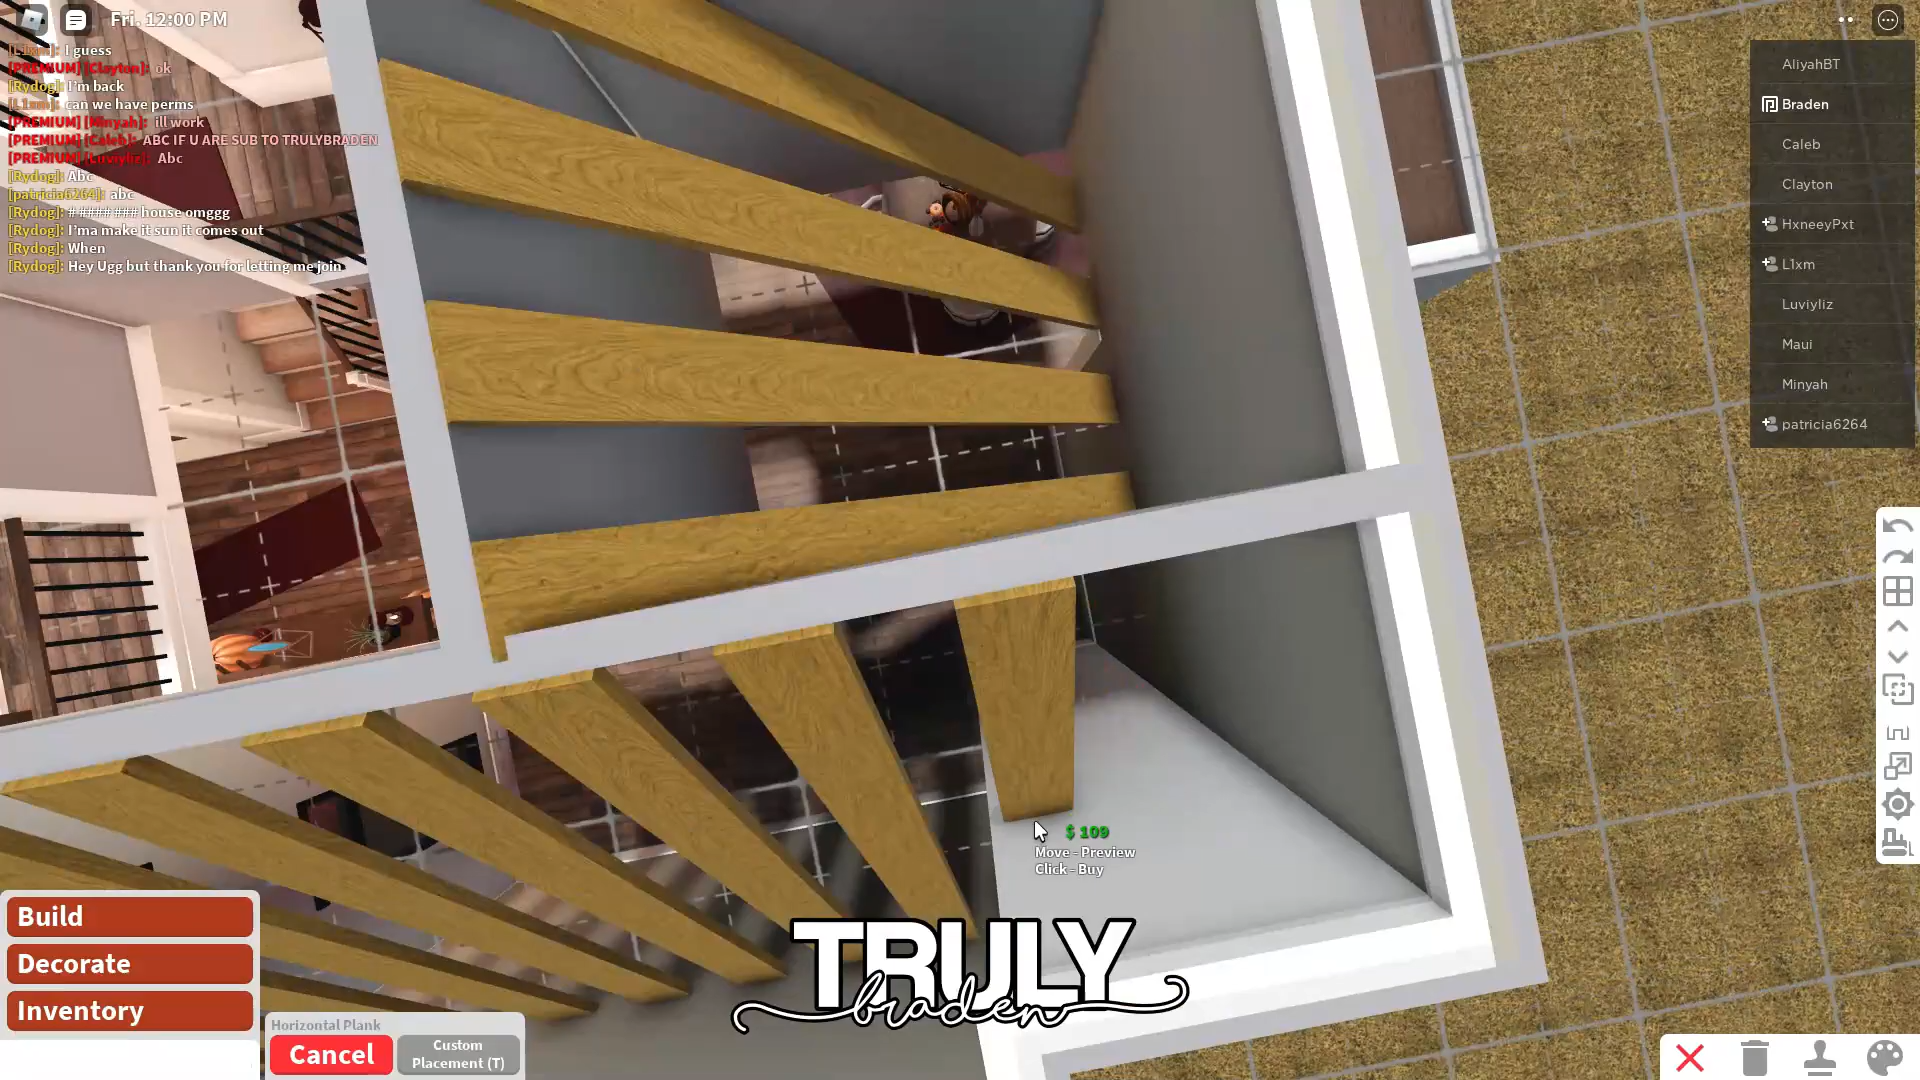 Fri. 12:00 PM
[L1xm]: I guess
[PREMIUM] [Clayton]: ok
[Rydog]: I'm back
[L1xm]: can we have perms
[PREMIUM] [Minyah]: ill work
[PREMIUM] [Caleb]: ABC IF U ARE SUB TO TRULYBRADEN
[PREMIUM] [Luviyliz]: Abc
[Rydog]: Abc
[patricia6264]: abc
[Rydog]: ##### ### house omggg
[Rydog]: I'ma make it sun it comes out
[Rydog]: When
[Rydog]: Hey Ugg but thank you for letting me join
AliyahBT
Braden
Caleb
Clayton
HxneeyPxt
L1xm
Luviyliz
Maui
Minyah
patricia6264
$ 109
Move - Preview
Click - Buy
Build
Decorate
Inventory
Horizontal Plank
Cancel
Custom
Placement (T)
TRULY
braden